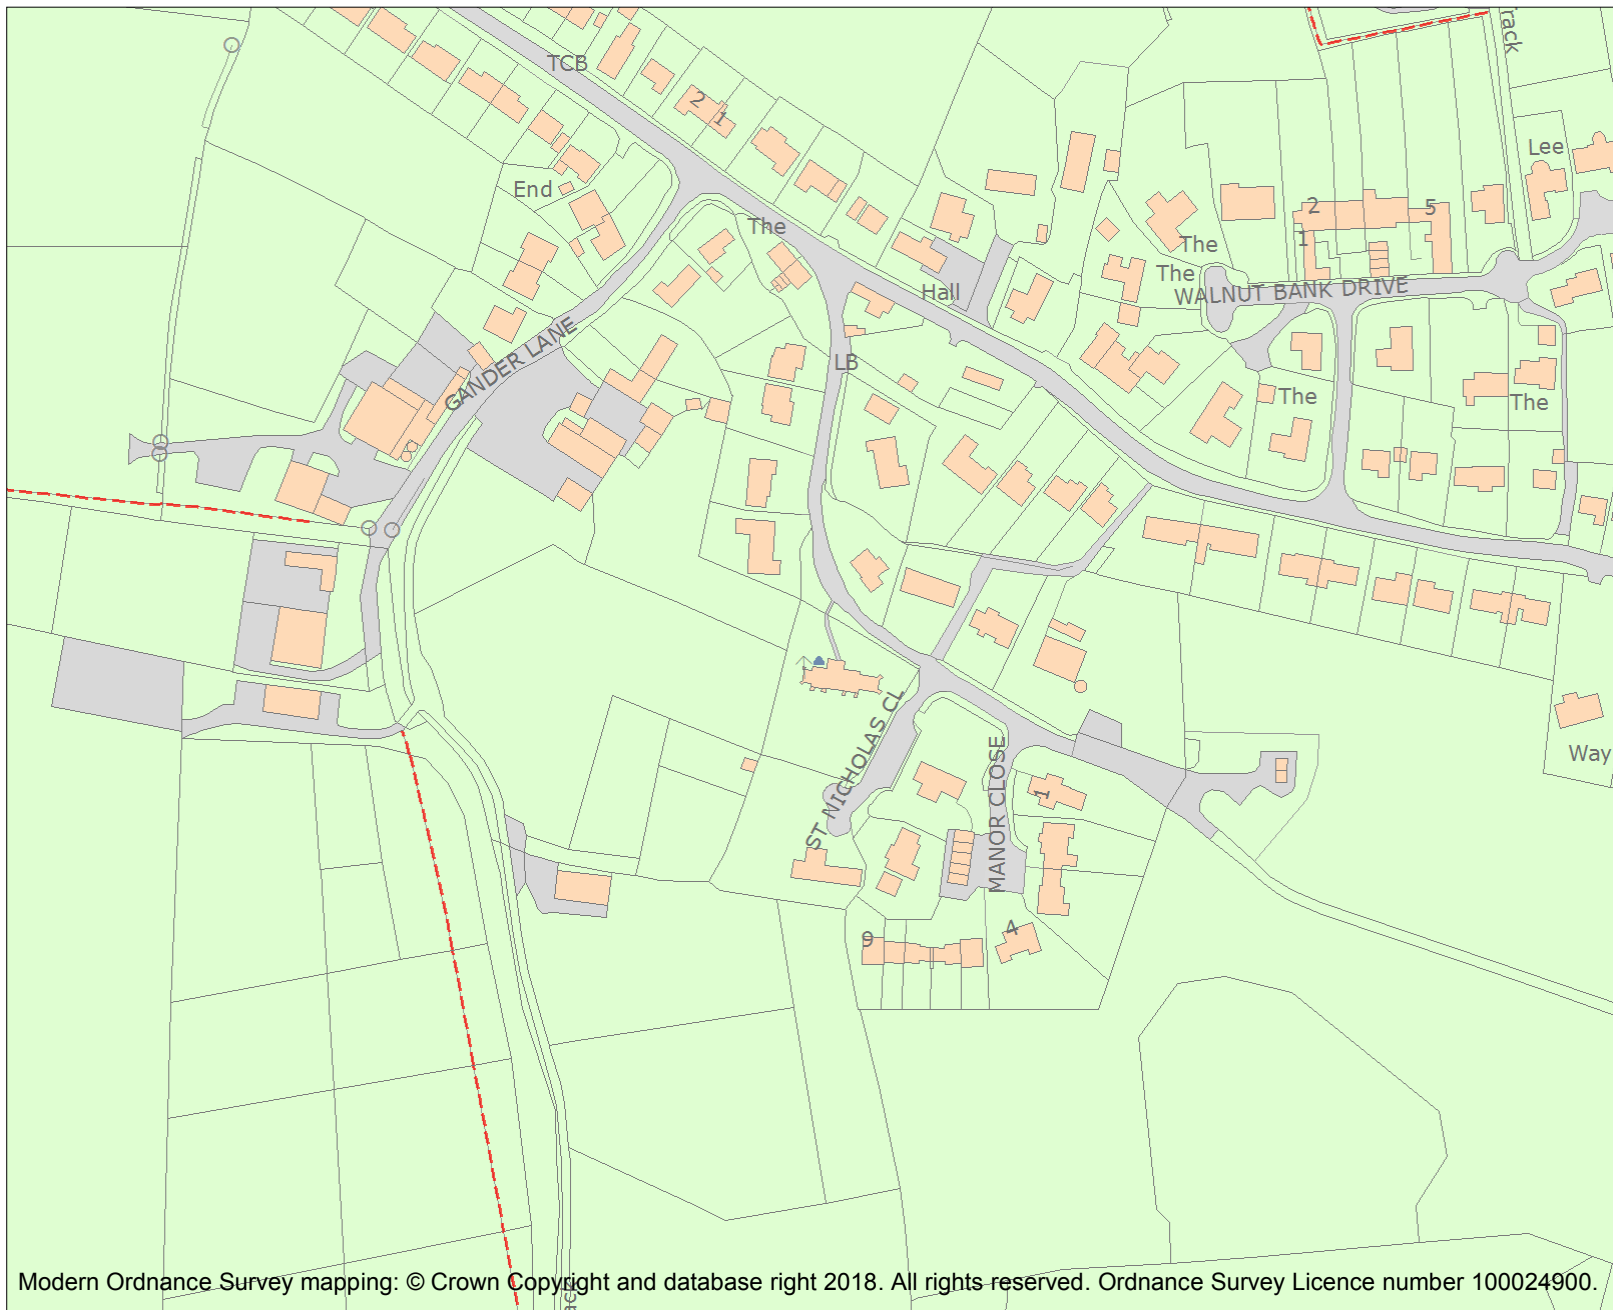 TCB
Track
2
1
Lee
End
The
2
5
1
The
The
Hall
WALNUT BANK DRIVE
GANDER LANE
LB
The
The
ST NICHOLAS CL
MANOR CLOSE
Way
1
4
9
Modern Ordnance Survey mapping: © Crown Copyright and database right 2018. All rights reserved. Ordnance Survey Licence number 100024900.